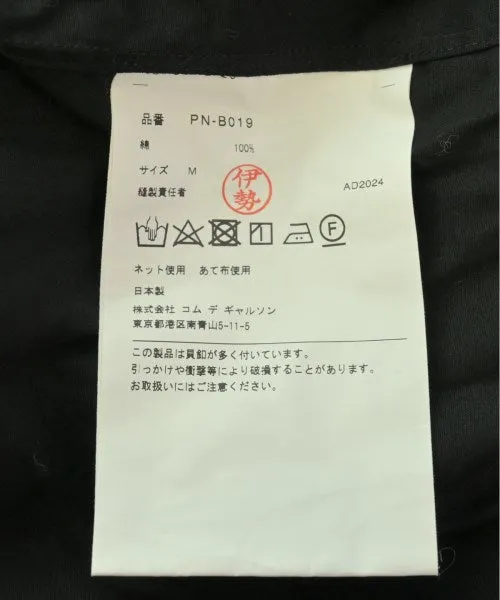 品番 PN-B019
綿 100%
サイズ M
縫製責任者
伊勢
AD2024
F
ネット使用 あて布使用
日本製
株式会社 コム デ ギャルソン
東京都港区南青山5-11-5
この製品は貝釦が多く付いています。
引っかけや衝撃等により破損することがあります。
お取扱いにはご注意ください。